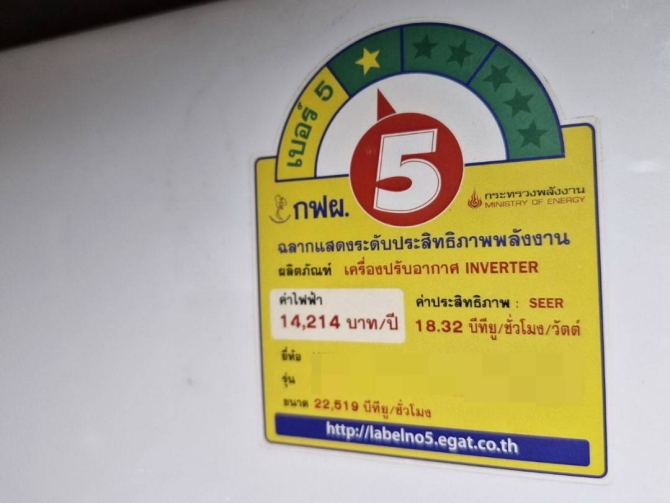 เบอร์ 5
5
กฟผ.
กระทรวงพลังงาน
MINISTRY OF ENERGY
ฉลากแสดงระดับประสิทธิภาพพลังงาน
ผลิตภัณฑ์ เครื่องปรับอากาศ INVERTER
ค่าไฟฟ้า
14,214 บาท/ปี
ค่าประสิทธิภาพ : SEER
18.32 บีทียู/ชั่วโมง/วัตต์
ยี่ห้อ
รุ่น
ขนาด 22,519 บีทียู/ชั่วโมง
http://labelno5.egat.co.th